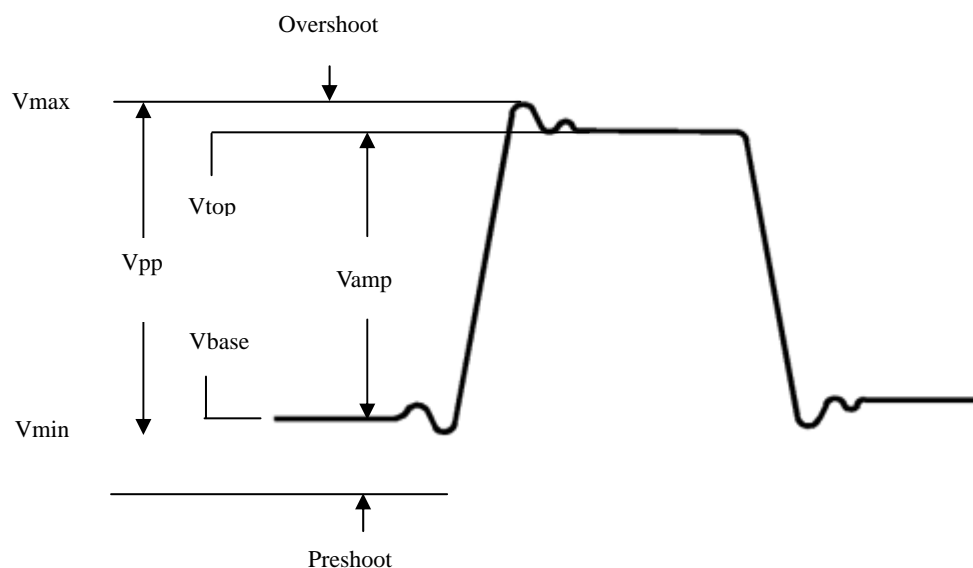 Overshoot
Vmax
Vtop
Vpp
Vamp
Vbase
Vmin
Preshoot